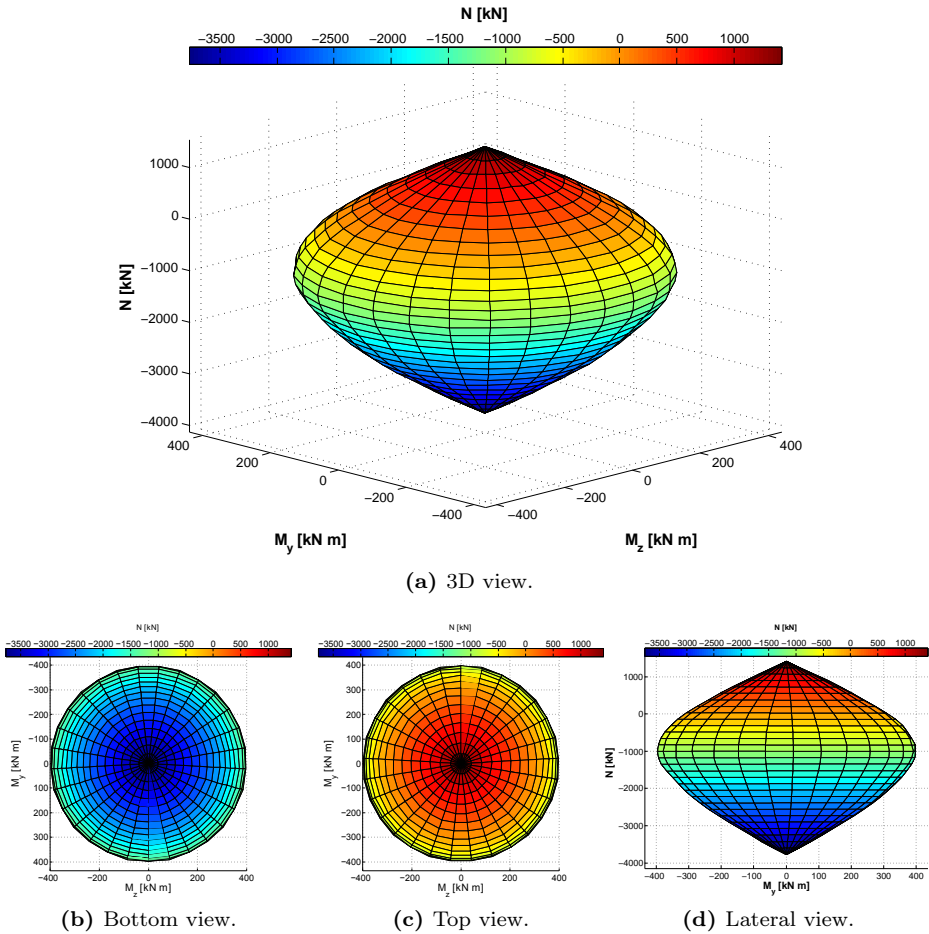 N [kN]
−3500 −3000 −2500 −2000 −1500 −1000 −500 0 500 1000
1000
0
−1000
−2000
−3000
−4000
N [kN]
400 200 0 −200 −400
−400 −200 0 200 400
M_y [kN m]
M_z [kN m]
(a) 3D view.
N [kN]
−3500 −3000 −2500 −2000 −1500 −1000 −500 0 500 1000
−400
−300
−200
−100
0
100
200
300
400
M_y [kN m]
−400 −200 0 200 400
M_z [kN m]
(b) Bottom view.
N [kN]
−3500 −3000 −2500 −2000 −1500 −1000 −500 0 500 1000
400
300
200
100
0
−100
−200
−300
−400
M_y [kN m]
−400 −200 0 200 400
M_z [kN m]
(c) Top view.
N [kN]
−3500 −3000 −2500 −2000 −1500 −1000 −500 0 500 1000
1000
0
−1000
−2000
−3000
−4000
N [kN]
−400 −300 −200 −100 0 100 200 300 400
M_y [kN m]
(d) Lateral view.